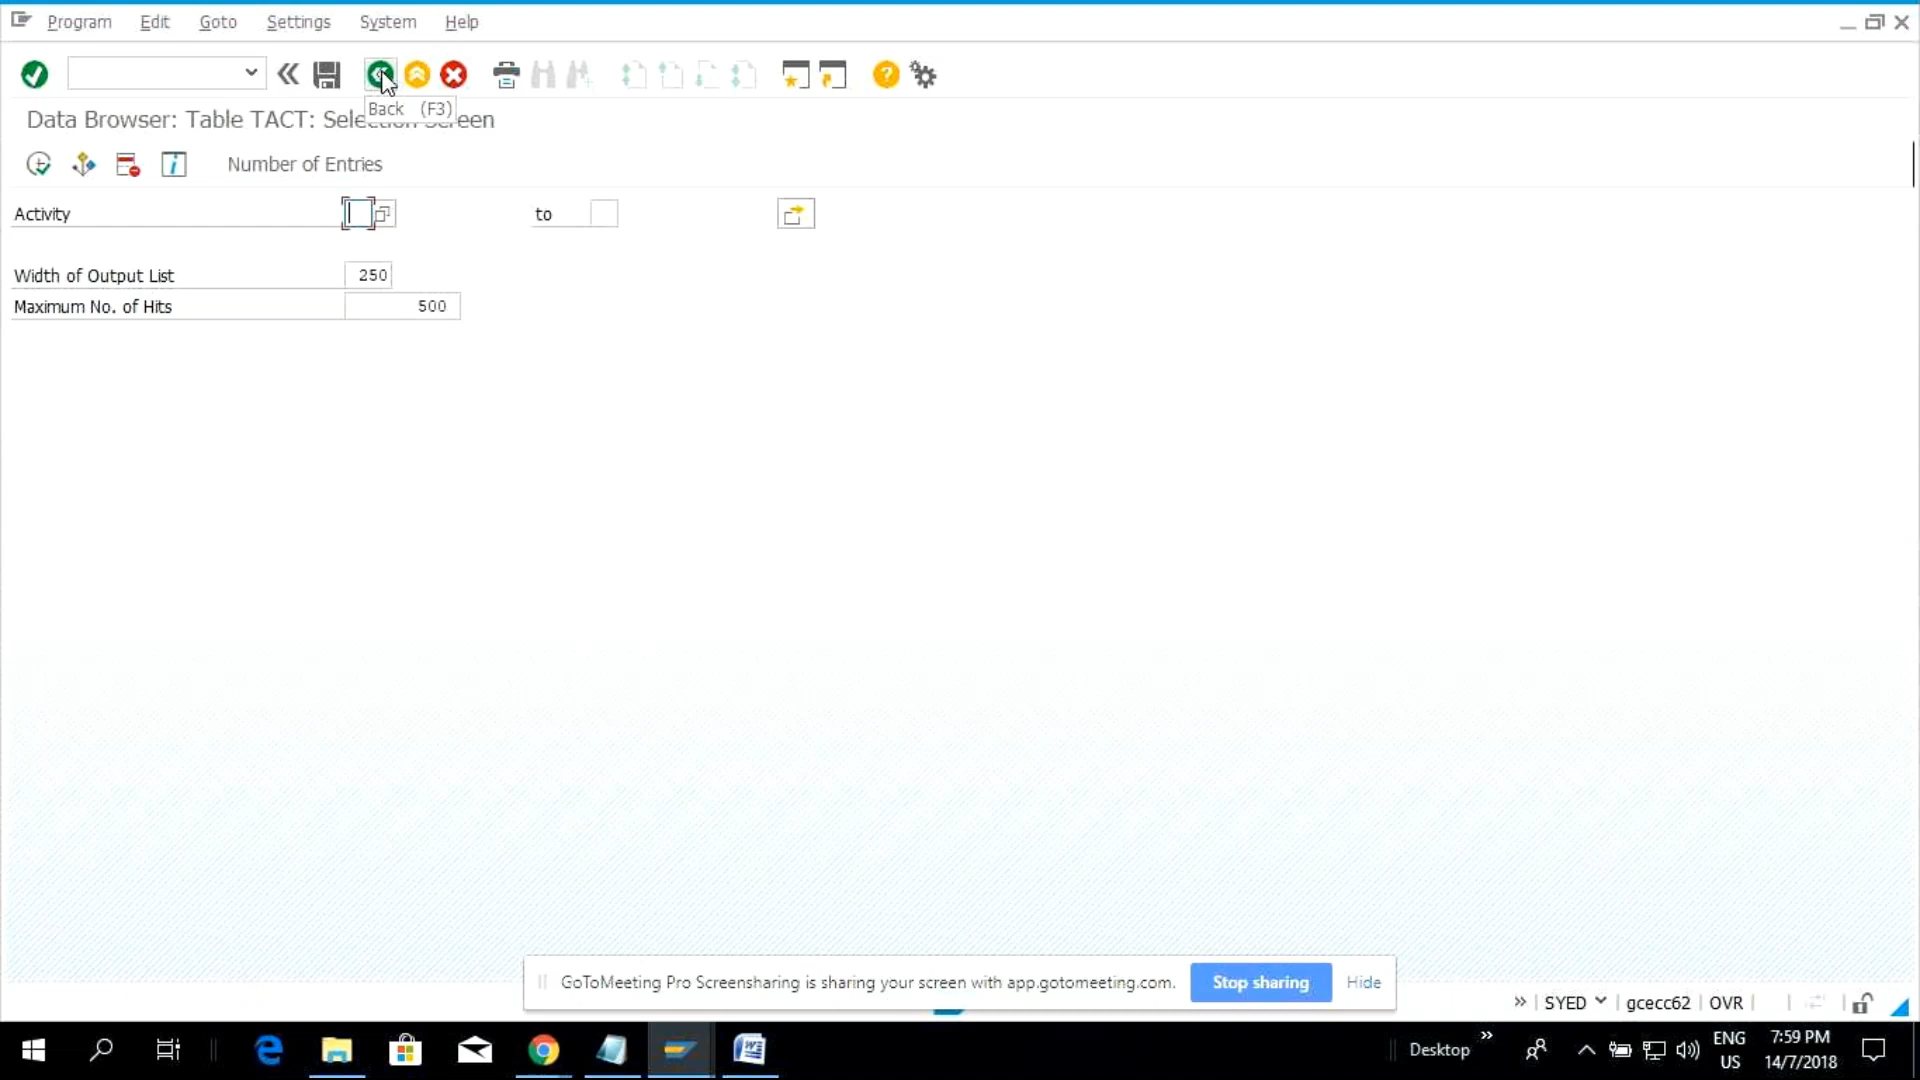 Program Edit Goto Settings System Help
Back (F3)
Data Browser: Table TACT: Selection Screen
Number of Entries
Activity to
Width of Output List 250
Maximum No. of Hits 500
GoToMeeting Pro Screensharing is sharing your screen with app.gotomeeting.com. Stop sharing Hide
SYED gcecc62 OVR
Desktop ENG 7:59 PM
US 14/7/2018